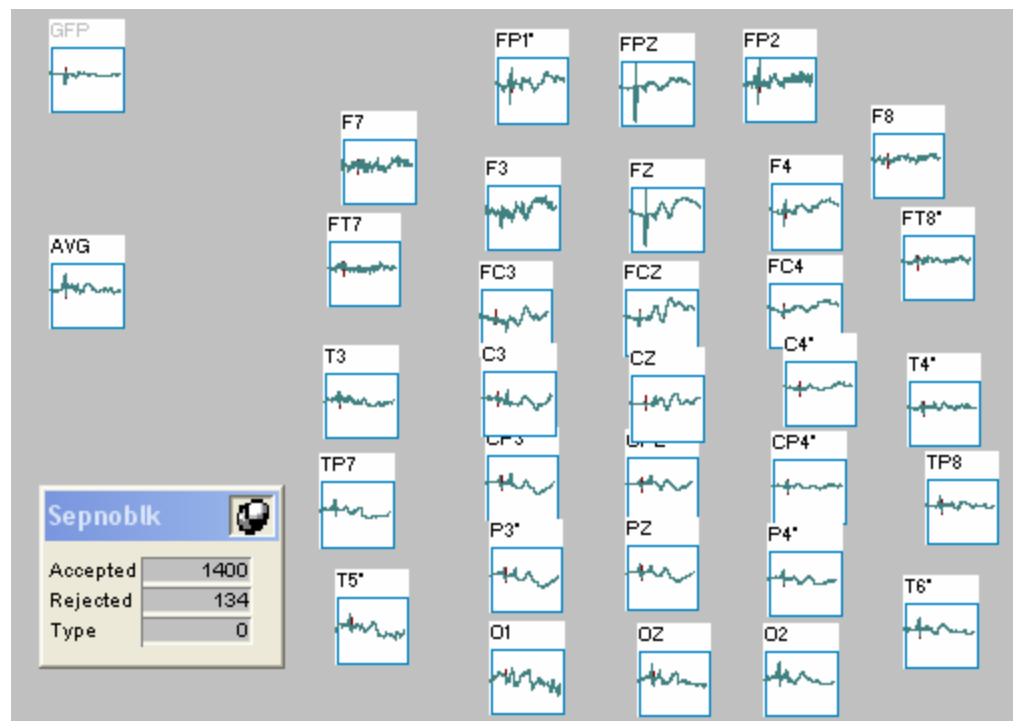 GFP
FP1*
FPZ
FP2
F7
F8
F3
FZ
F4
FT7
FT8*
AVG
FC3
FCZ
FC4
C4*
T3
C3
CZ
T4*
CP3
CPZ
CP4*
TP7
TP8
Sepnoblk
Accepted 1400
Rejected 134
Type 0
P3*
PZ
P4*
T5*
T6*
O1
OZ
O2